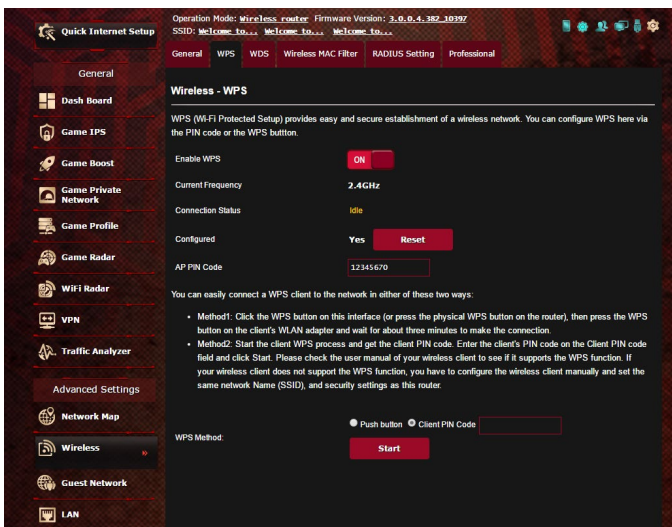 Quick Internet Setup
Operation Mode: Wireless router Firmware Version: 3.0.0.4.382_10397
SSID: Welcome to... Welcome to... Welcome to...
General WPS WDS Wireless MAC Filter RADIUS Setting Professional
General
Dash Board
Game IPS
Game Boost
Game Private
Network
Game Profile
Game Radar
WiFi Radar
VPN
Traffic Analyzer
Advanced Settings
Network Map
Wireless »
Guest Network
LAN
Wireless - WPS
WPS (Wi-Fi Protected Setup) provides easy and secure establishment of a wireless network. You can configure WPS here via
the PIN code or the WPS buttton.
Enable WPS ON
Current Frequency 2.4GHz
Connection Status Idle
Configured Yes Reset
AP PIN Code 12345670
You can easily connect a WPS client to the network in either of these two ways:
• Method1: Click the WPS button on this interface (or press the physical WPS button on the router), then press the WPS
button on the client's WLAN adapter and wait for about three minutes to make the connection.
• Method2: Start the client WPS process and get the client PIN code. Enter the client's PIN code on the Client PIN code
field and click Start. Please check the user manual of your wireless client to see if it supports the WPS function. If
your wireless client does not support the WPS function, you have to configure the wireless client manually and set the
same network Name (SSID), and security settings as this router.
WPS Method: Push button Client PIN Code
Start